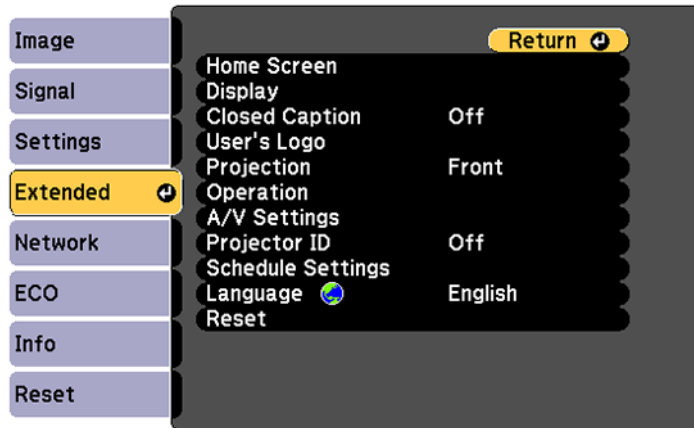 Image
Signal
Settings
Extended
Network
ECO
Info
Reset
Return
Home Screen
Display
Closed Caption Off
User's Logo
Projection Front
Operation
A/V Settings
Projector ID Off
Schedule Settings
Language English
Reset